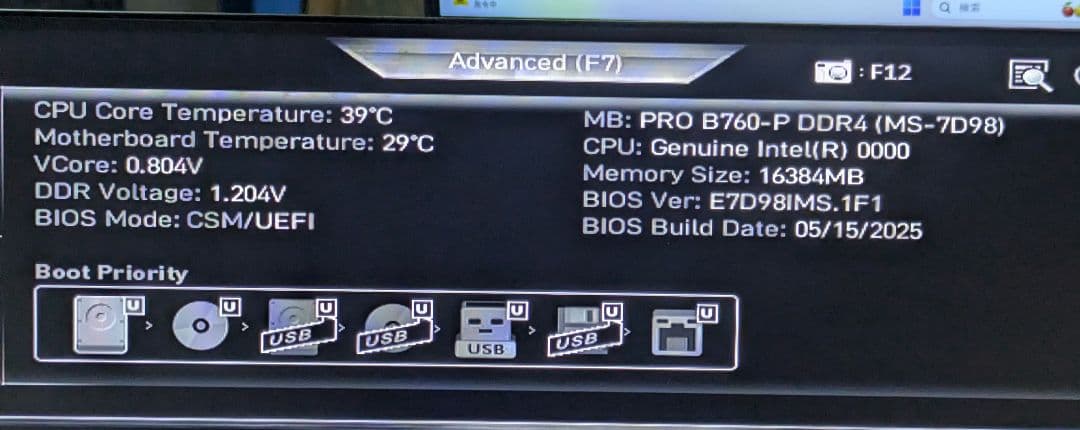 検索
Advanced (F7)
: F12
CPU Core Temperature: 39°C
Motherboard Temperature: 29°C
VCore: 0.804V
DDR Voltage: 1.204V
BIOS Mode: CSM/UEFI
MB: PRO B760-P DDR4 (MS-7D98)
CPU: Genuine Intel(R) 0000
Memory Size: 16384MB
BIOS Ver: E7D98IMS.1F1
BIOS Build Date: 05/15/2025
Boot Priority
U > U > U > U > U > U > U
USB USB USB USB